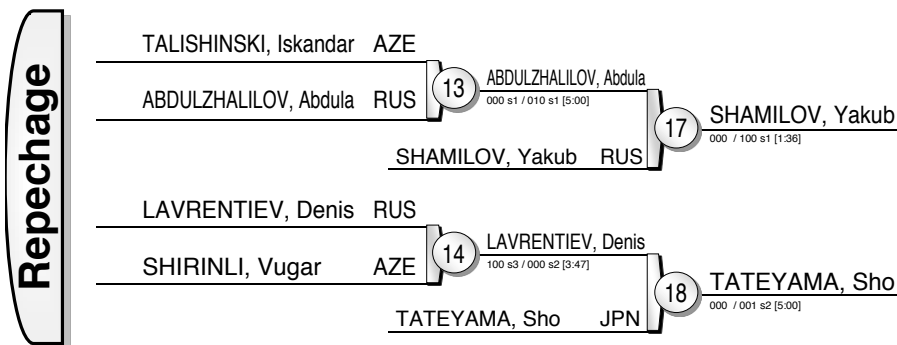 Repechage
TALISHINSKI, Iskandar AZE
ABDULZHALILOV, Abdula RUS
13
ABDULZHALILOV, Abdula
000 s1 / 010 s1 [5:00]
SHAMILOV, Yakub RUS
17
SHAMILOV, Yakub
000 / 100 s1 [1:36]
LAVRENTIEV, Denis RUS
SHIRINLI, Vugar AZE
14
LAVRENTIEV, Denis
100 s3 / 000 s2 [3:47]
TATEYAMA, Sho JPN
18
TATEYAMA, Sho
000 / 001 s2 [5:00]